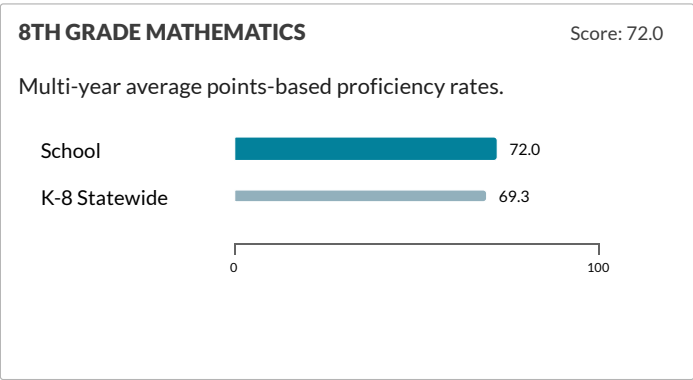 8TH GRADE MATHEMATICS Score: 72.0
Multi-year average points-based proficiency rates.
School 72.0
K-8 Statewide 69.3
0 100